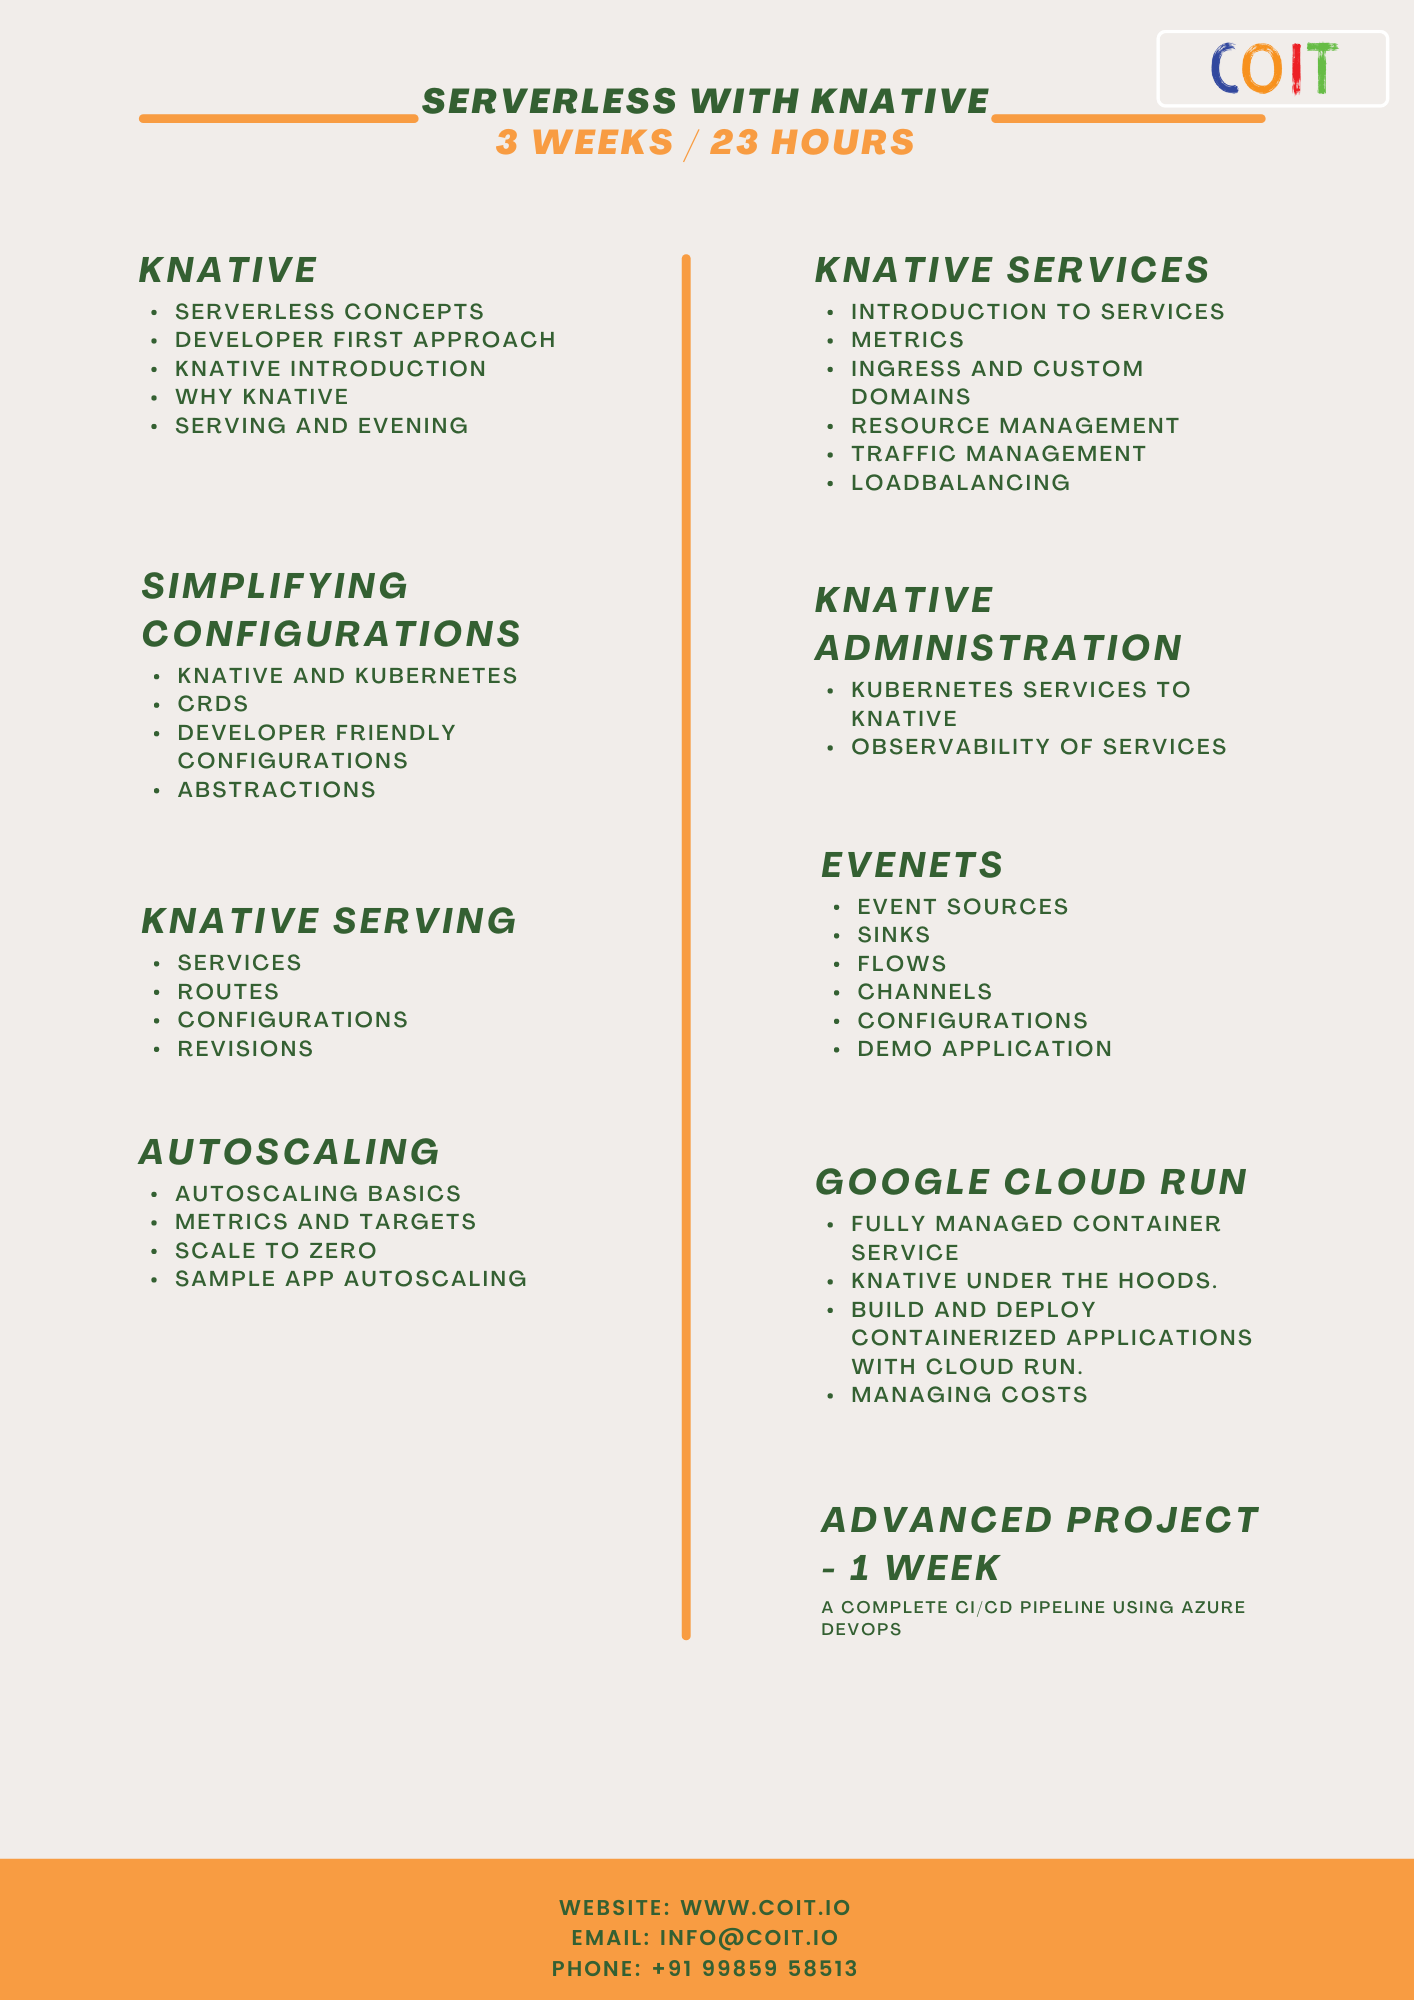 COIT
SERVERLESS WITH KNATIVE
3 WEEKS / 23 HOURS
KNATIVE
• SERVERLESS CONCEPTS
• DEVELOPER FIRST APPROACH
• KNATIVE INTRODUCTION
• WHY KNATIVE
• SERVING AND EVENING
SIMPLIFYING
CONFIGURATIONS
• KNATIVE AND KUBERNETES
• CRDS
• DEVELOPER FRIENDLY
CONFIGURATIONS
• ABSTRACTIONS
KNATIVE SERVING
• SERVICES
• ROUTES
• CONFIGURATIONS
• REVISIONS
AUTOSCALING
• AUTOSCALING BASICS
• METRICS AND TARGETS
• SCALE TO ZERO
• SAMPLE APP AUTOSCALING
KNATIVE SERVICES
• INTRODUCTION TO SERVICES
• METRICS
• INGRESS AND CUSTOM
DOMAINS
• RESOURCE MANAGEMENT
• TRAFFIC MANAGEMENT
• LOADBALANCING
KNATIVE
ADMINISTRATION
• KUBERNETES SERVICES TO
KNATIVE
• OBSERVABILITY OF SERVICES
EVENETS
• EVENT SOURCES
• SINKS
• FLOWS
• CHANNELS
• CONFIGURATIONS
• DEMO APPLICATION
GOOGLE CLOUD RUN
• FULLY MANAGED CONTAINER
SERVICE
• KNATIVE UNDER THE HOODS.
• BUILD AND DEPLOY
CONTAINERIZED APPLICATIONS
WITH CLOUD RUN.
• MANAGING COSTS
ADVANCED PROJECT
- 1 WEEK
A COMPLETE CI/CD PIPELINE USING AZURE
DEVOPS
WEBSITE: WWW.COIT.IO
EMAIL: INFO@COIT.IO
PHONE: +91 99859 58513